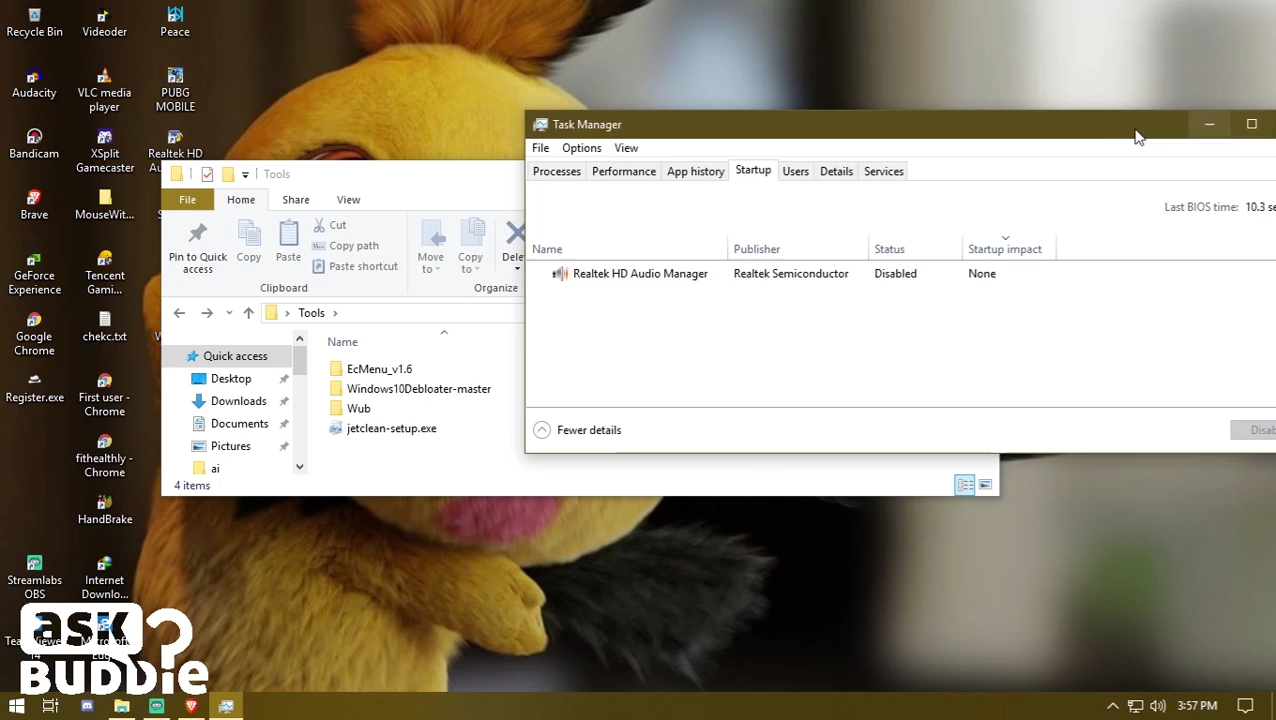 Recycle Bin
Videoder
Peace
Audacity
VLC media
player
PUBG
MOBILE
Bandicam
XSplit
Gamecaster
Realtek HD
Brave
MouseWit...
GeForce
Experience
Tencent
Gami...
Google
Chrome
chekc.txt
Register.exe
First user -
Chrome
fithealthly -
Chrome
HandBrake
Streamlabs
OBS
Internet
Downlo...
Tools
File
Home
Share
View
Pin to Quick
access
Copy
Paste
Cut
Copy path
Paste shortcut
Clipboard
Move
to
Copy
to
Organize
Tools
Name
Quick access
Desktop
Downloads
Documents
Pictures
ai
EcMenu_v1.6
Windows10Debloater-master
Wub
jetclean-setup.exe
4 items
Task Manager
File
Options
View
Processes
Performance
App history
Startup
Users
Details
Services
Last BIOS time:
10.3 se
Name
Publisher
Status
Startup impact
Realtek HD Audio Manager
Realtek Semiconductor
Disabled
None
Fewer details
Disab
ask
BUDDiE
3:57 PM